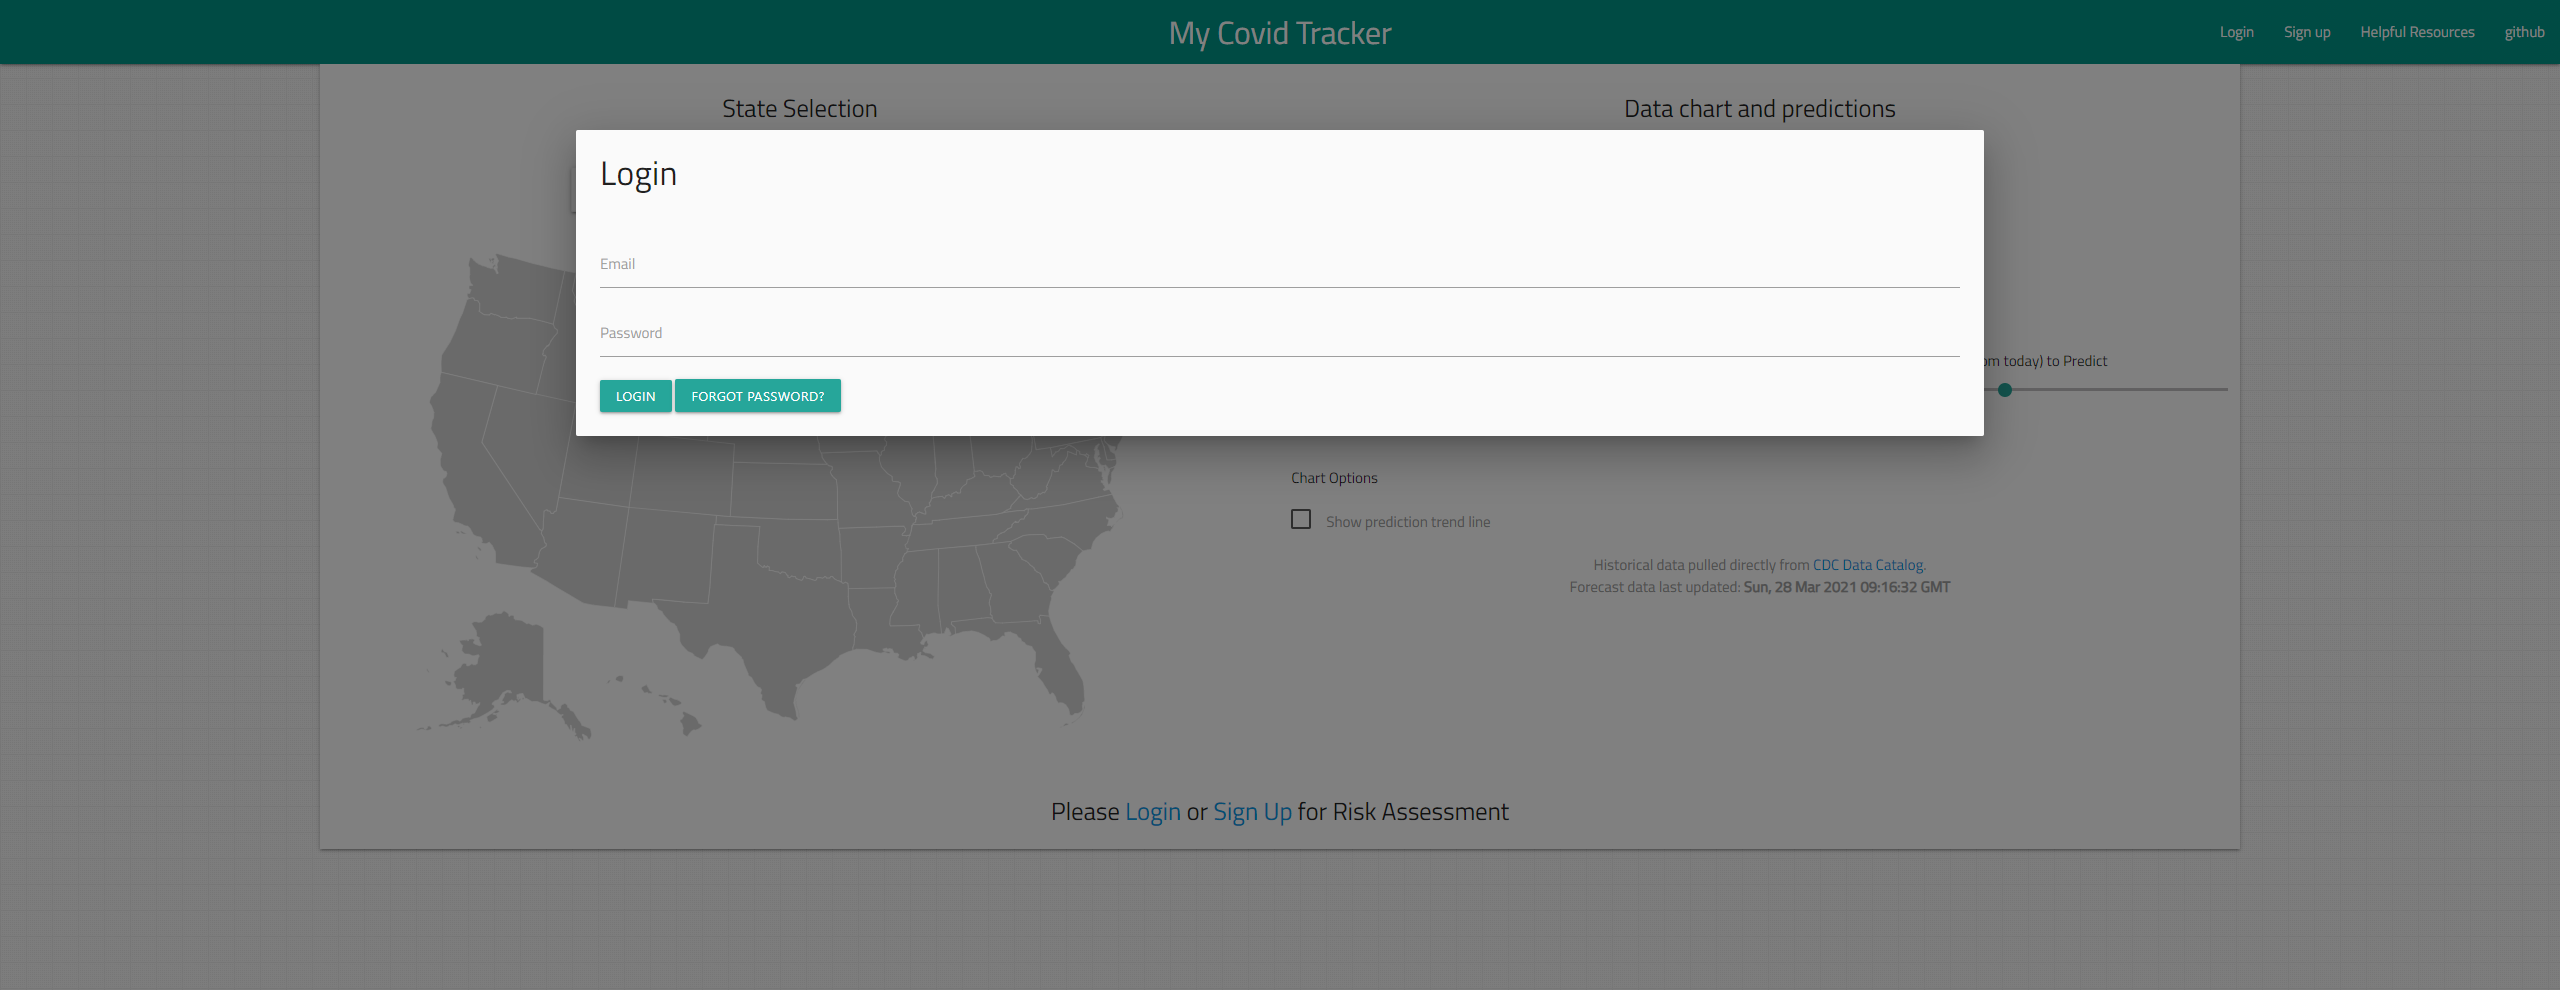 My Covid Tracker
Login Sign up Helpful Resources github
State Selection
Data chart and predictions
Login
Email
Password
today) to Predict
LOGIN FORGOT PASSWORD?
Chart Options
Show prediction trend line
Historical data pulled directly from CDC Data Catalog.
Forecast data last updated: Sun, 28 Mar 2021 09:16:32 GMT
Please Login or Sign Up for Risk Assessment